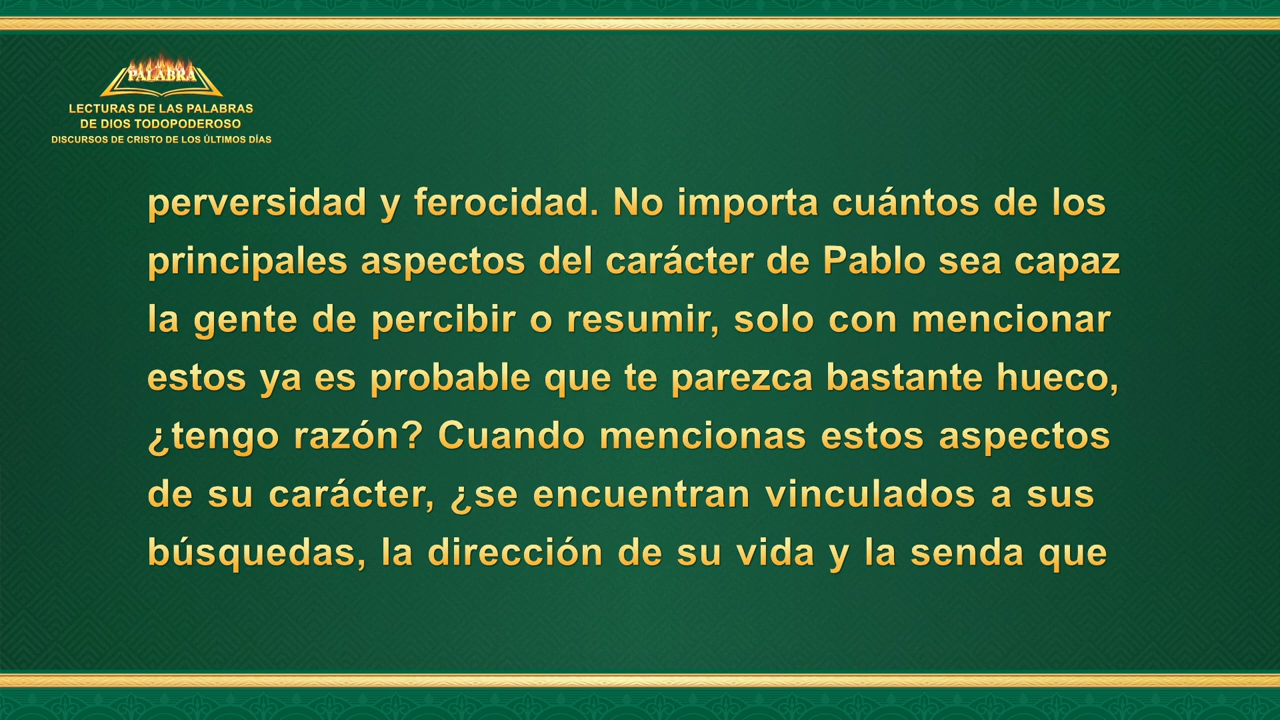 PALABRA
LECTURAS DE LAS PALABRAS
DE DIOS TODOPODEROSO
DISCURSOS DE CRISTO DE LOS ÚLTIMOS DÍAS
perversidad y ferocidad. No importa cuántos de los
principales aspectos del carácter de Pablo sea capaz
la gente de percibir o resumir, solo con mencionar
estos ya es probable que te parezca bastante hueco,
¿tengo razón? Cuando mencionas estos aspectos
de su carácter, ¿se encuentran vinculados a sus
búsquedas, la dirección de su vida y la senda que